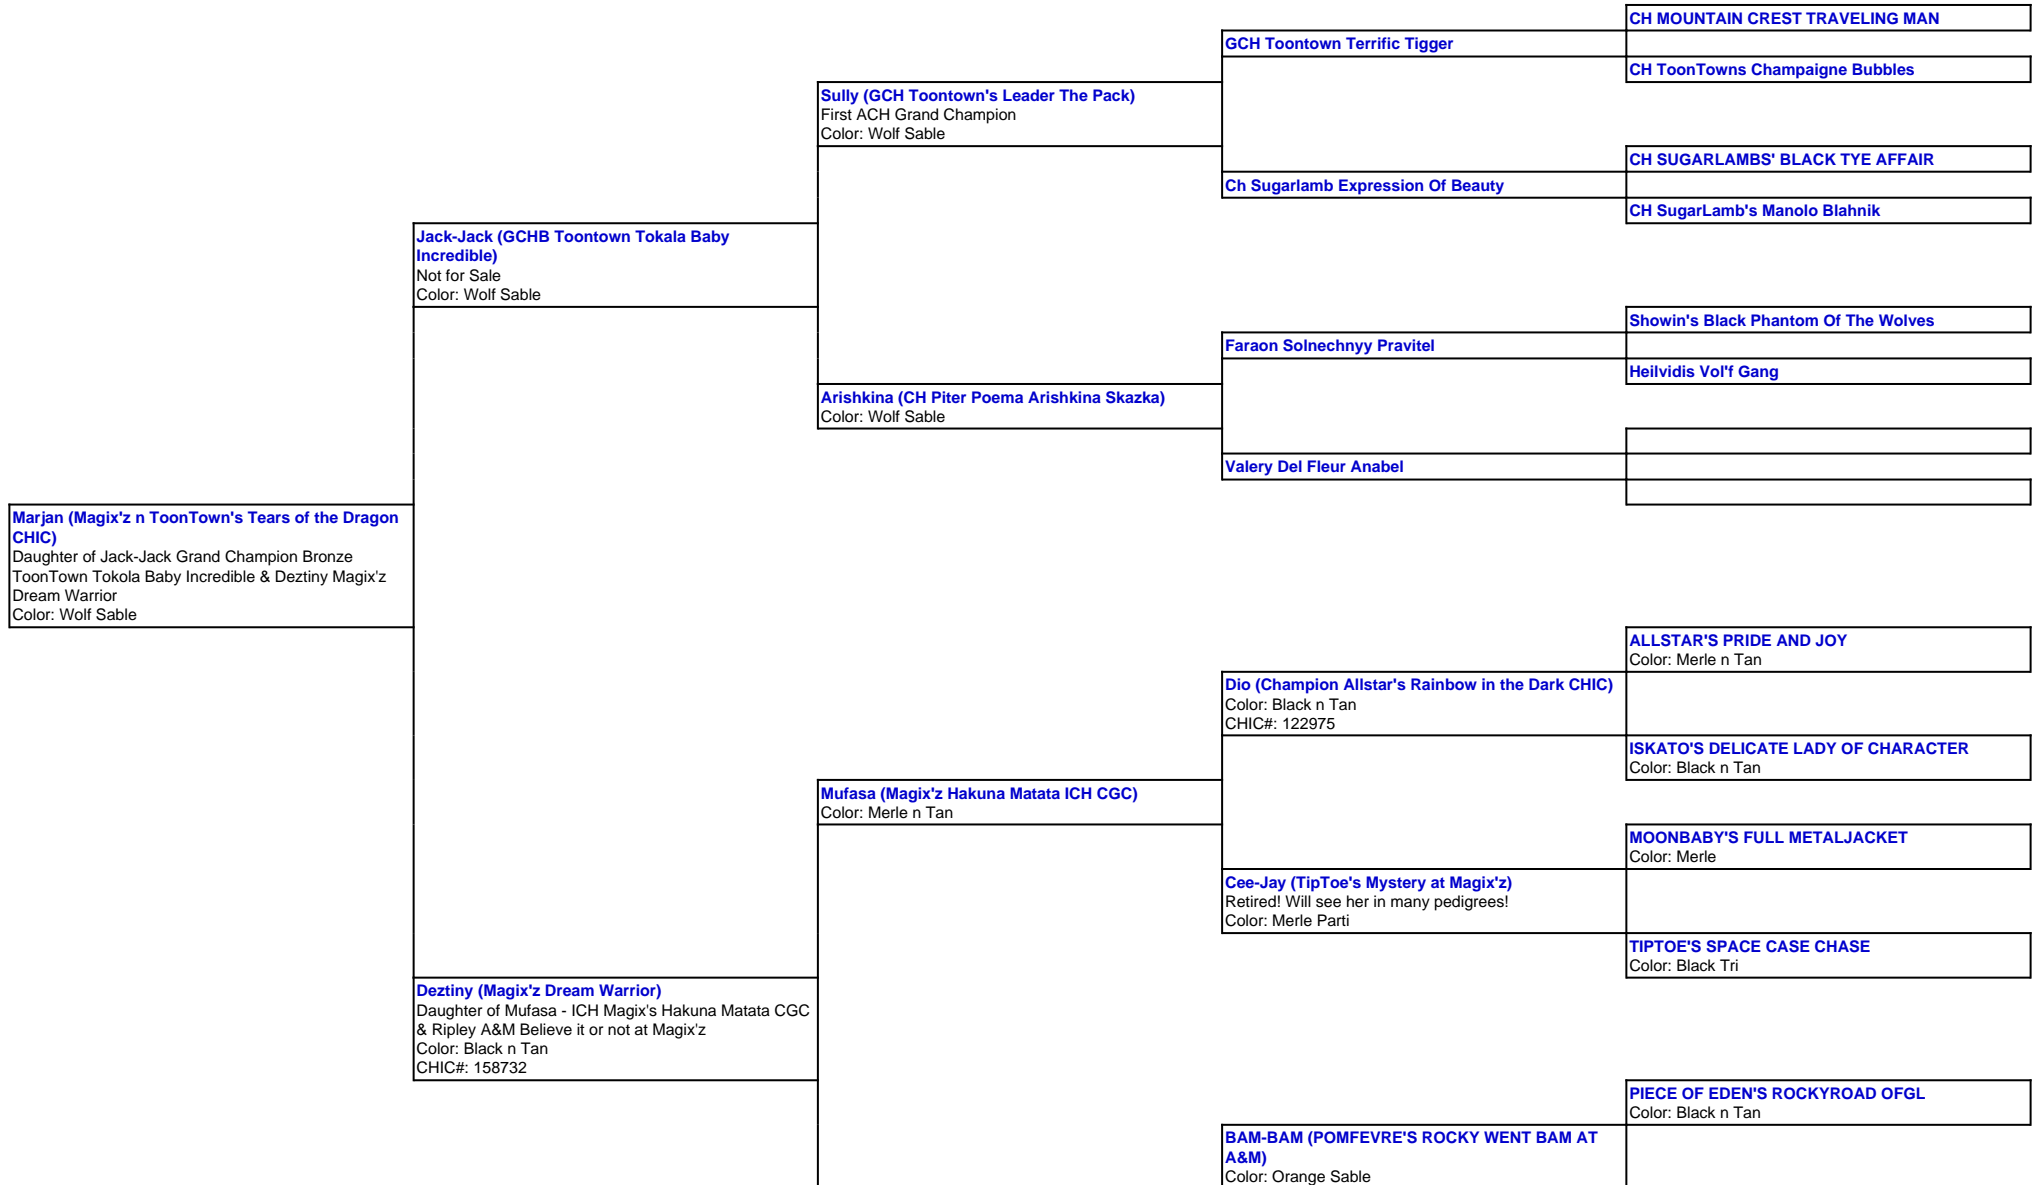 CH MOUNTAIN CREST TRAVELING MAN
GCH Toontown Terrific Tigger
CH ToonTowns Champaigne Bubbles
Sully (GCH Toontown's Leader The Pack)
First ACH Grand Champion
Color: Wolf Sable
CH SUGARLAMBS' BLACK TYE AFFAIR
Ch Sugarlamb Expression Of Beauty
CH SugarLamb's Manolo Blahnik
Jack-Jack (GCHB Toontown Tokala Baby
Incredible)
Not for Sale
Color: Wolf Sable
Showin's Black Phantom Of The Wolves
Faraon Solnechnyy Pravitel
Heilvidis Vol'f Gang
Arishkina (CH Piter Poema Arishkina Skazka)
Color: Wolf Sable
Valery Del Fleur Anabel
Marjan (Magix'z n ToonTown's Tears of the Dragon
CHIC)
Daughter of Jack-Jack Grand Champion Bronze
ToonTown Tokola Baby Incredible & Deztiny Magix'z
Dream Warrior
Color: Wolf Sable
ALLSTAR'S PRIDE AND JOY
Color: Merle n Tan
Dio (Champion Allstar's Rainbow in the Dark CHIC)
Color: Black n Tan
CHIC#: 122975
ISKATO'S DELICATE LADY OF CHARACTER
Color: Black n Tan
Mufasa (Magix'z Hakuna Matata ICH CGC)
Color: Merle n Tan
MOONBABY'S FULL METALJACKET
Color: Merle
Cee-Jay (TipToe's Mystery at Magix'z)
Retired! Will see her in many pedigrees!
Color: Merle Parti
TIPTOE'S SPACE CASE CHASE
Color: Black Tri
Deztiny (Magix'z Dream Warrior)
Daughter of Mufasa - ICH Magix's Hakuna Matata CGC
& Ripley A&M Believe it or not at Magix'z
Color: Black n Tan
CHIC#: 158732
PIECE OF EDEN'S ROCKYROAD OFGL
Color: Black n Tan
BAM-BAM (POMFEVRE'S ROCKY WENT BAM AT
A&M)
Color: Orange Sable